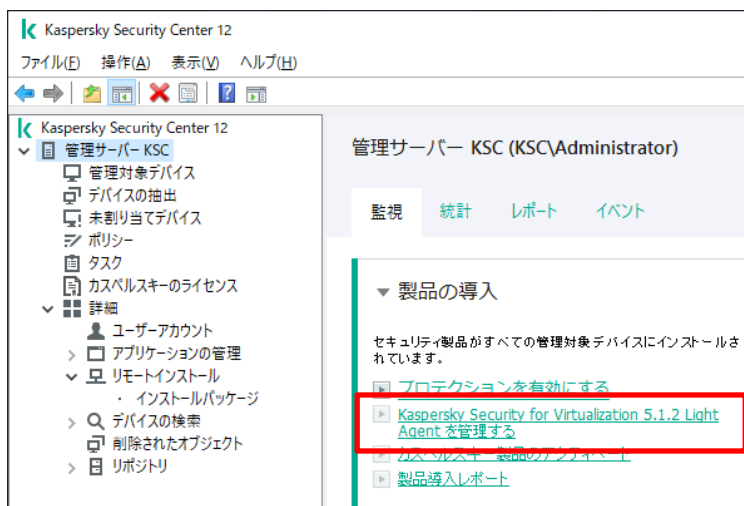 Kaspersky Security Center 12
ファイル(F) 操作(A) 表示(V) ヘルプ(H)
Kaspersky Security Center 12
管理サーバー KSC
管理対象デバイス
デバイスの抽出
未割り当てデバイス
ポリシー
タスク
カスペルスキーのライセンス
詳細
ユーザーアカウント
アプリケーションの管理
リモートインストール
・ インストールパッケージ
デバイスの検索
削除されたオブジェクト
リポジトリ
管理サーバー KSC (KSC\Administrator)
監視 統計 レポート イベント
製品の導入
セキュリティ製品がすべての管理対象デバイスにインストールさ
れています。
プロテクションを有効にする
Kaspersky Security for Virtualization 5.1.2 Light
Agent を管理する
カスペルスキー製品のアクティベート
製品導入レポート